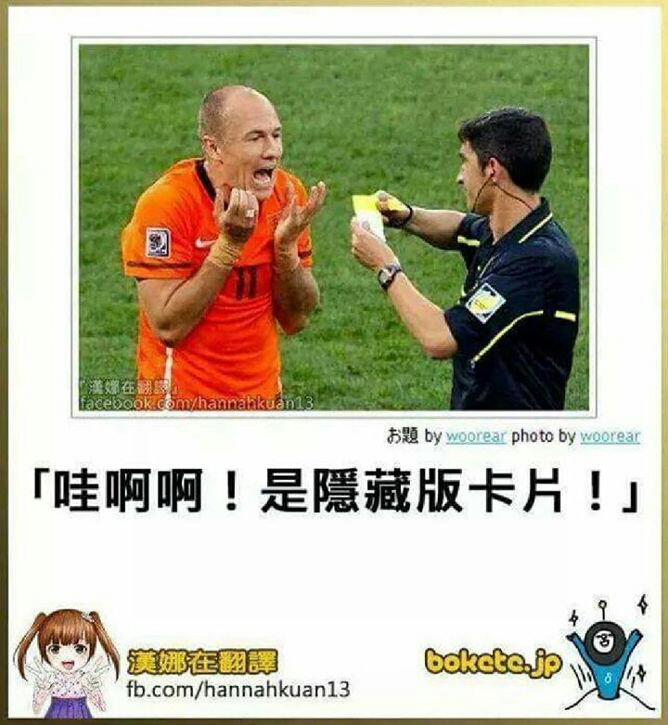 11
「漢娜在翻譯」
facebook.com/hannahkuan13
お題 by woorear photo by woorear
「哇啊啊！是隱藏版卡片！」
漢娜在翻譯
fb.com/hannahkuan13
bokete.jp